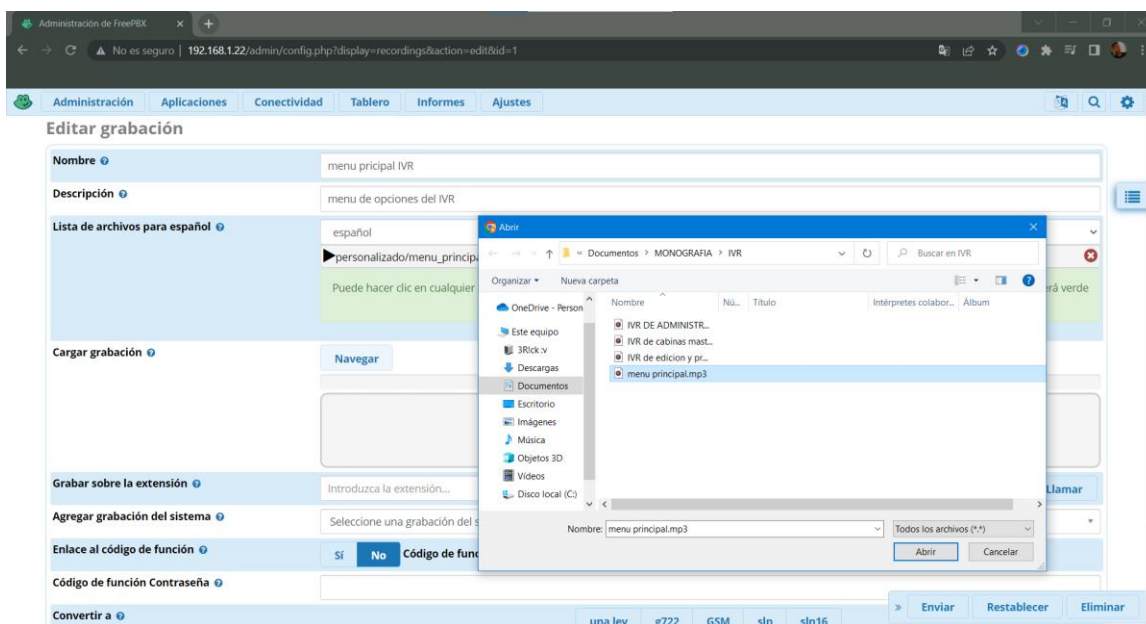 Administración de FreePBX
No es seguro | 192.168.1.22/admin/config.php?display=recordings&action=edit&id=1
Administración Aplicaciones Conectividad Tablero Informes Ajustes
Editar grabación
Nombre
menu pricipal IVR
Descripción
menu de opciones del IVR
Lista de archivos para español
español
personalizado/menu_principa
Puede hacer clic en cualquier
rá verde
Cargar grabación
Navegar
Grabar sobre la extensión
Introduzca la extensión...
Llamar
Agregar grabación del sistema
Seleccione una grabación del s
Enlace al código de función
Sí No Código de func
Código de función Contraseña
Convertir a
una ley g722 GSM sln sln16
» Enviar Restablecer Eliminar
Abrir
« Documentos > MONOGRAFIA > IVR
Buscar en IVR
Organizar Nueva carpeta
Nombre Nú... Título Intérpretes colabor... Álbum
OneDrive - Person
Este equipo
3RIck :v
Descargas
Documentos
Escritorio
Imágenes
Música
Objetos 3D
Vídeos
Disco local (C:)
IVR DE ADMINISTR...
IVR de cabinas mast...
IVR de edicion y pr...
menu principal.mp3
Nombre: menu principal.mp3
Todos los archivos (*.*)
Abrir Cancelar